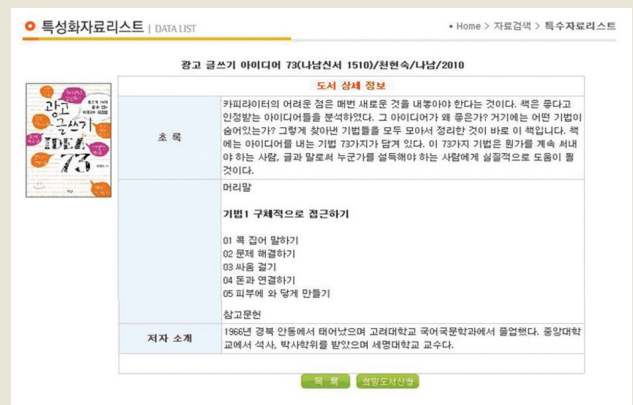 특성화자료리스트 | DATA LIST
• Home > 자료검색 > 특수자료리스트
광고 글쓰기 아이디어 73(나남신서 1510)/천현숙/나남/2010
도서 상세 정보
광고
글쓰기
IDEA
73
초 록
카피라이터의 어려운 점은 매번 새로운 것을 내놓아야 한다는 것이다. 책은 좋다고
인정받는 아이디어들을 분석하였다. 그 아이디어가 왜 좋은가? 거기에는 어떤 기법이
숨어있는가? 그렇게 찾아낸 기법들을 모두 모아서 정리한 것이 바로 이 책입니다. 책
에는 아이디어를 내는 기법 73가지가 담겨 있다. 이 73가지 기법은 뭔가를 계속 써내
야 하는 사람, 글과 말로써 누군가를 설득해야 하는 사람에게 실질적으로 도움이 될
것이다.
머리말
기법1 구체적으로 접근하기
01 콕 집어 말하기
02 문제 해결하기
03 싸움 걸기
04 돈과 연결하기
05 피부에 와 닿게 만들기
참고문헌
저자 소개
1966년 경북 안동에서 태어났으며 고려대학교 국어국문학과에서 졸업했다. 중앙대학
교에서 석사, 박사학위를 받았으며 세명대학교 교수다.
목 록
희망도서신청